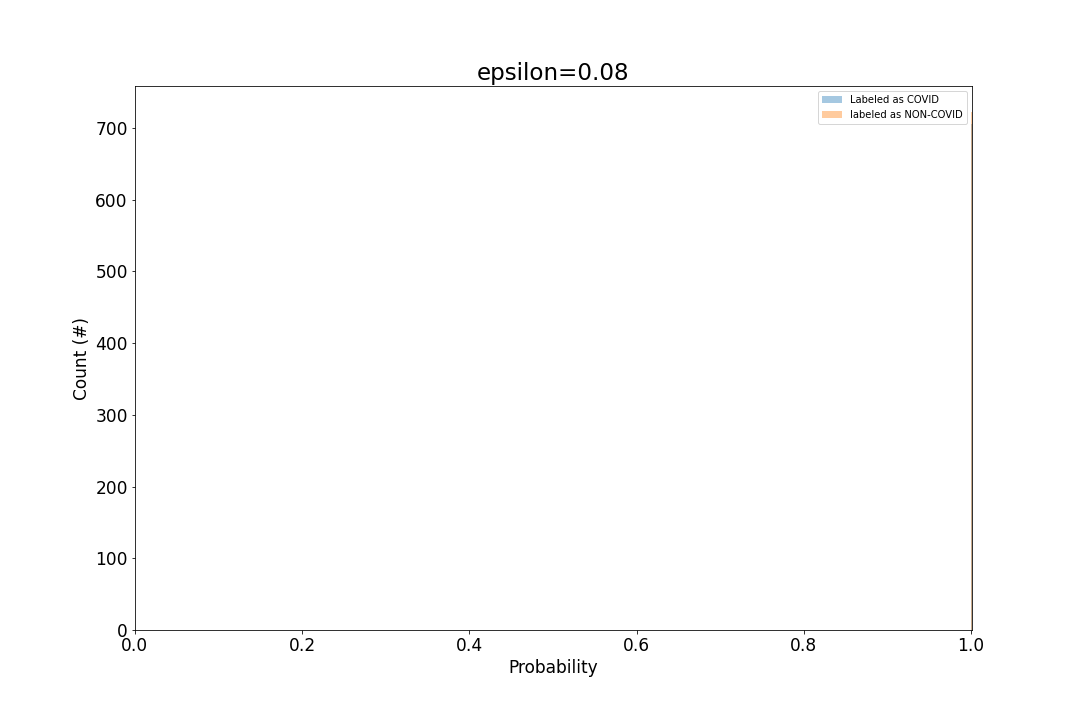 epsilon=0.08
Labeled as COVID
labeled as NON-COVID
700
600
500
400
300
200
100
0
Count (#)
0.0 0.2 0.4 0.6 0.8 1.0
Probability